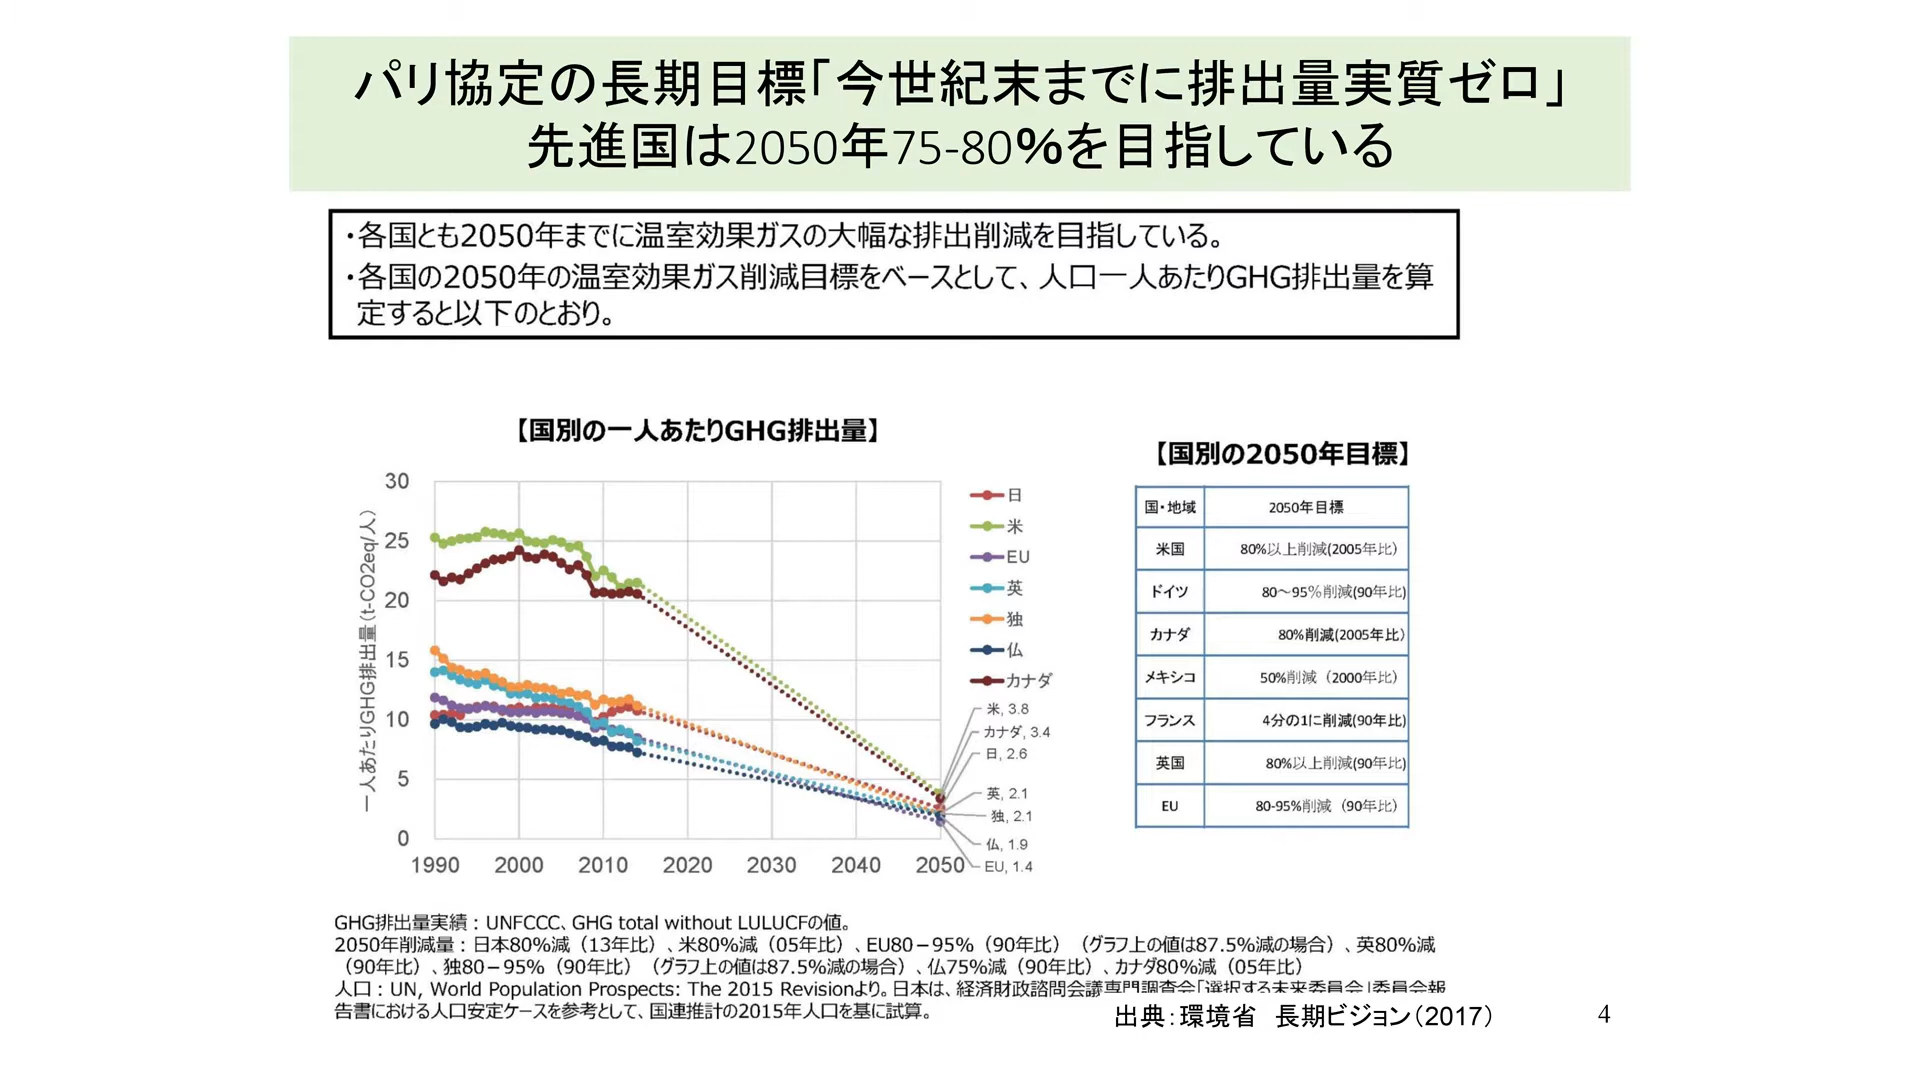 パリ協定の長期目標「今世紀末までに排出量実質ゼロ」
先進国は2050年75-80％を目指している
・各国とも2050年までに温室効果ガスの大幅な排出削減を目指している。
・各国の2050年の温室効果ガス削減目標をベースとして、人口一人あたりGHG排出量を算
定すると以下のとおり。
【国別の一人あたりGHG排出量】
一人あたりGHG排出量（t-CO2eq/人）
30
25
20
15
10
5
0
1990 2000 2010 2020 2030 2040 2050
日
米
EU
英
独
仏
カナダ
米, 3.8
カナダ, 3.4
日, 2.6
英, 2.1
独, 2.1
仏, 1.9
EU, 1.4
【国別の2050年目標】
国・地域 2050年目標
米国 80%以上削減(2005年比)
ドイツ 80～95％削減(90年比)
カナダ 80%削減(2005年比)
メキシコ 50%削減（2000年比）
フランス 4分の1に削減(90年比)
英国 80%以上削減(90年比)
EU 80-95%削減（90年比）
GHG排出量実績：UNFCCC、GHG total without LULUCFの値。
2050年削減量：日本80%減（13年比）、米80%減（05年比）、EU80－95%（90年比）（グラフ上の値は87.5%減の場合）、英80%減
（90年比）、独80－95%（90年比）（グラフ上の値は87.5%減の場合）、仏75%減（90年比）、カナダ80%減（05年比）
人口：UN, World Population Prospects: The 2015 Revisionより。日本は、経済財政諮問会議専門調査会「選択する未来委員会」委員会報
告書における人口安定ケースを参考として、国連推計の2015年人口を基に試算。
出典：環境省　長期ビジョン（2017）
4